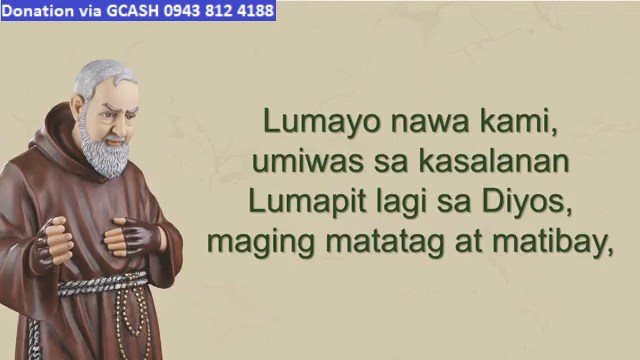 Donation via GCASH 0943 812 4188
Lumayo nawa kami,
umiwas sa kasalanan
Lumapit lagi sa Diyos,
maging matatag at matibay,